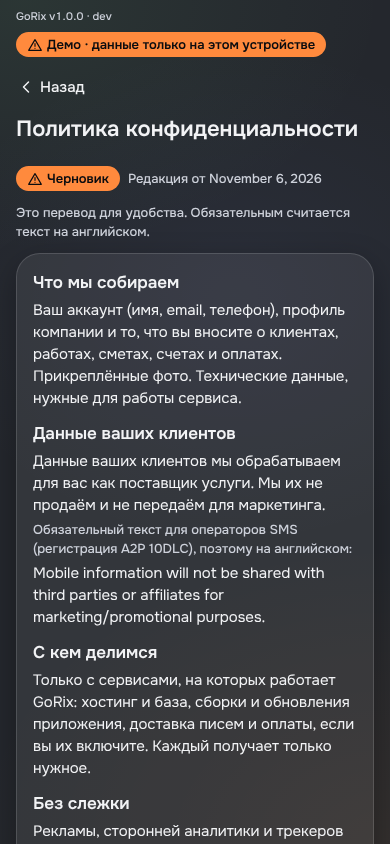 GoRix v1.0.0 · dev
Демо · данные только на этом устройстве
Назад
Политика конфиденциальности
Черновик
Редакция от November 6, 2026
Это перевод для удобства. Обязательным считается
текст на английском.
Что мы собираем
Ваш аккаунт (имя, email, телефон), профиль
компании и то, что вы вносите о клиентах,
работах, сметах, счетах и оплатах.
Прикреплённые фото. Технические данные,
нужные для работы сервиса.
Данные ваших клиентов
Данные ваших клиентов мы обрабатываем
для вас как поставщик услуги. Мы их не
продаём и не передаём для маркетинга.
Обязательный текст для операторов SMS
(регистрация A2P 10DLC), поэтому на английском:
Mobile information will not be shared with
third parties or affiliates for
marketing/promotional purposes.
С кем делимся
Только с сервисами, на которых работает
GoRix: хостинг и база, сборки и обновления
приложения, доставка писем и оплаты, если
вы их включите. Каждый получает только
нужное.
Без слежки
Рекламы, сторонней аналитики и трекеров